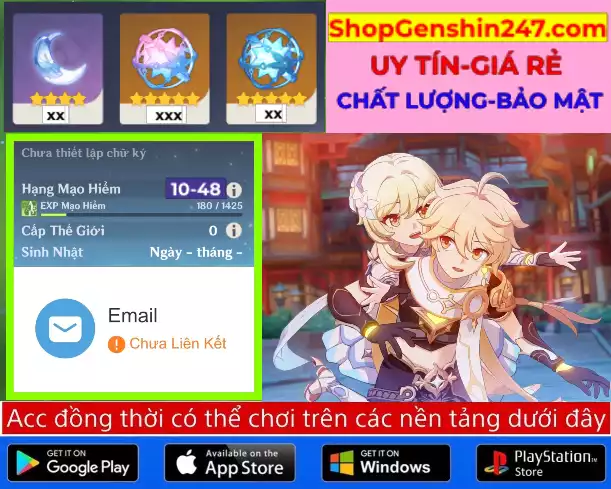 ShopGenshin247.com
UY TÍN-GIÁ RẺ
CHẤT LƯỢNG-BẢO MẬT
xx
xxx
xx
Chưa thiết lập chữ ký
Hạng Mạo Hiểm 10-48
EXP Mạo Hiểm 180 / 1425
Cấp Thế Giới 0
Sinh Nhật Ngày - tháng -
Email
Chưa Liên Kết
Acc đồng thời có thể chơi trên các nền tảng dưới đây
GET IT ON
Google Play
Available on the
App Store
GET IT ON
Windows
PlayStation™
Store